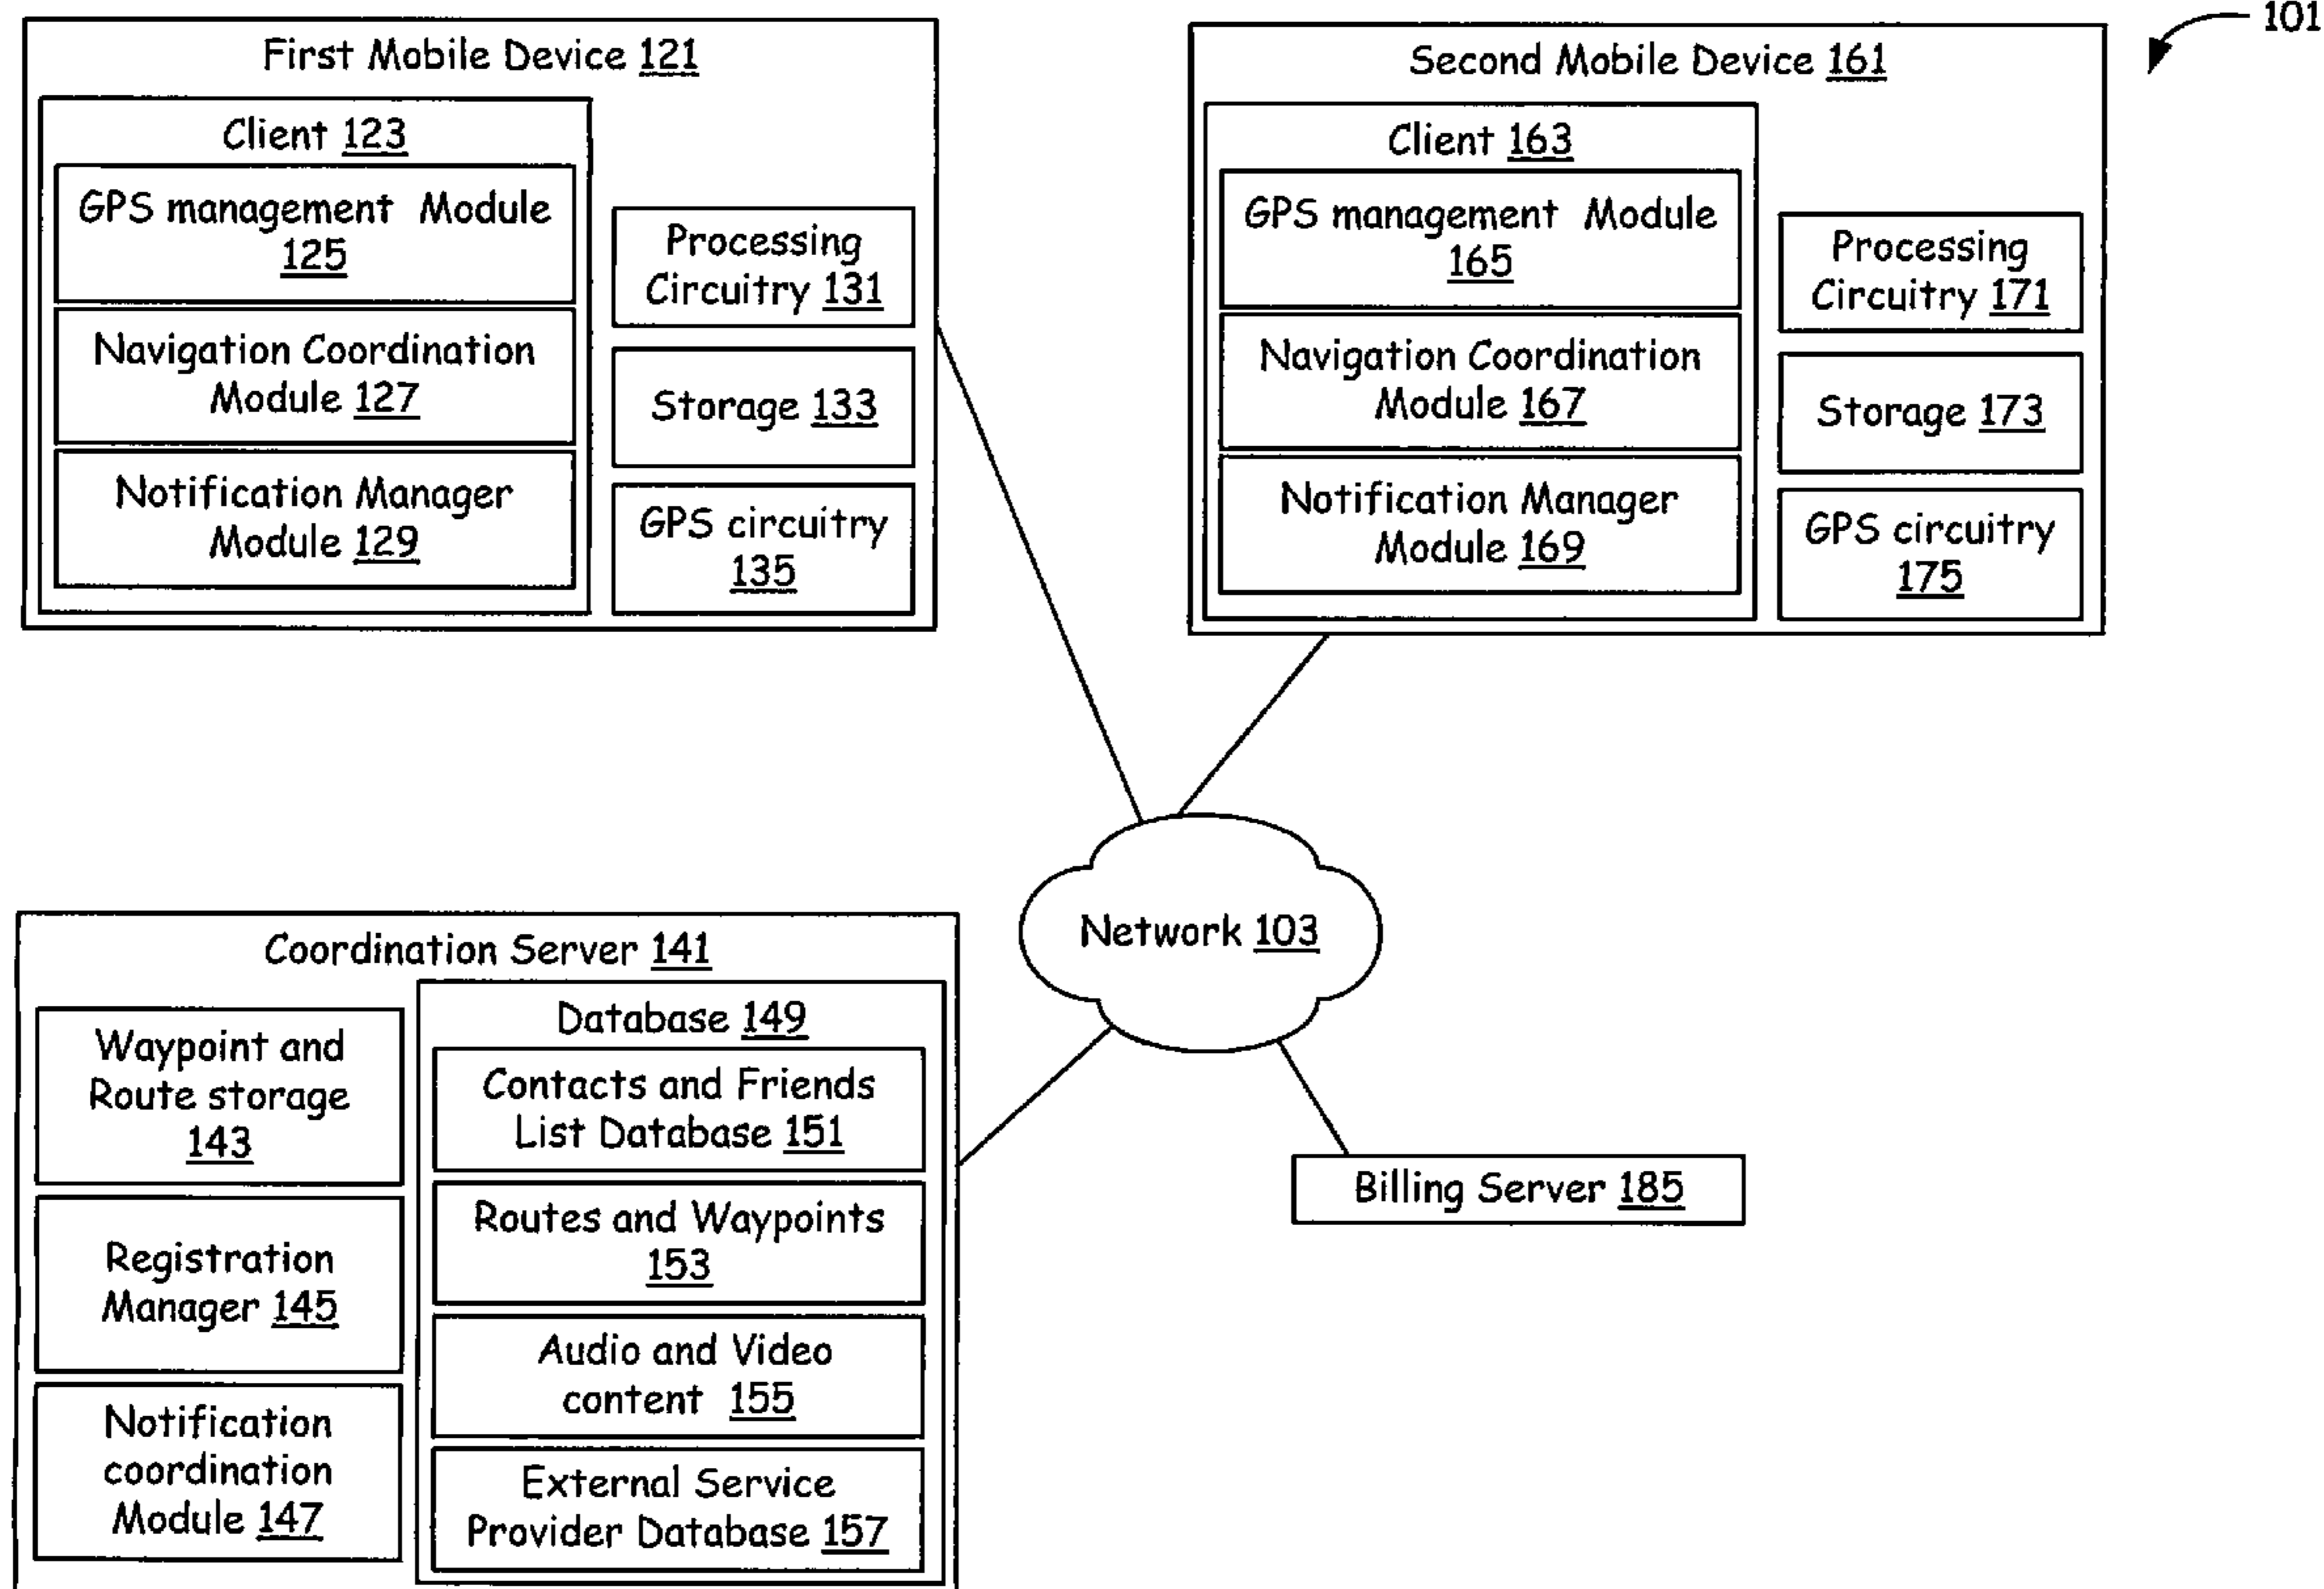 101
First Mobile Device 121
Client 123
GPS management Module
125
Navigation Coordination
Module 127
Notification Manager
Module 129
Processing
Circuitry 131
Storage 133
GPS circuitry
135
Second Mobile Device 161
Client 163
GPS management Module
165
Navigation Coordination
Module 167
Notification Manager
Module 169
Processing
Circuitry 171
Storage 173
GPS circuitry
175
Network 103
Coordination Server 141
Waypoint and
Route storage
143
Registration
Manager 145
Notification
coordination
Module 147
Database 149
Contacts and Friends
List Database 151
Routes and Waypoints
153
Audio and Video
content 155
External Service
Provider Database 157
Billing Server 185